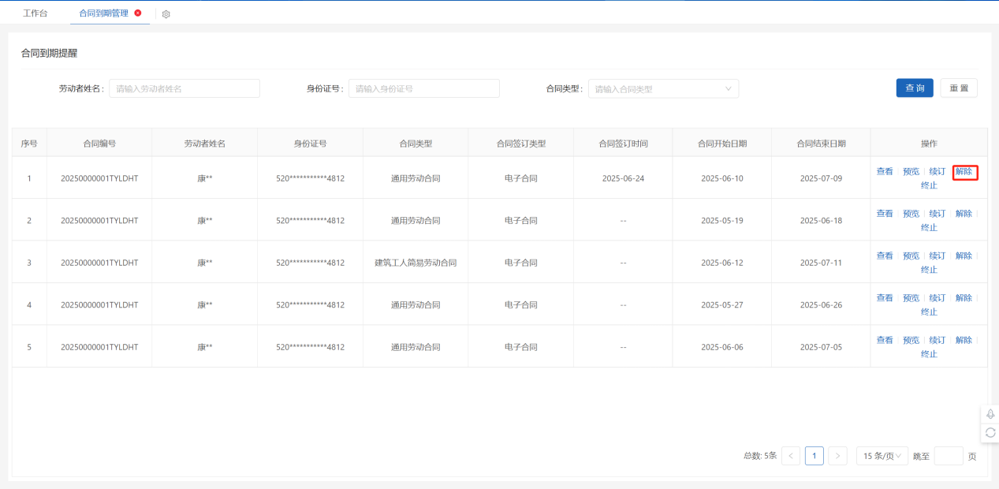 工作台 合同到期管理
合同到期提醒
劳动者姓名: 请输入劳动者姓名 身份证号: 请输入身份证号 合同类型: 请输入合同类型 查 询 重 置
序号 合同编号 劳动者姓名 身份证号 合同类型 合同签订类型 合同签订时间 合同开始日期 合同结束日期 操作
1 20250000001TYLDHT 康** 520***********4812 通用劳动合同 电子合同 2025-06-24 2025-06-10 2025-07-09 查看 预览 续订 解除
终止
2 20250000001TYLDHT 康** 520***********4812 通用劳动合同 电子合同 -- 2025-05-19 2025-06-18 查看 预览 续订 解除
终止
3 20250000001TYLDHT 康** 520***********4812 建筑工人简易劳动合同 电子合同 -- 2025-06-12 2025-07-11 查看 预览 续订 解除
终止
4 20250000001TYLDHT 康** 520***********4812 通用劳动合同 电子合同 -- 2025-05-27 2025-06-26 查看 预览 续订 解除
终止
5 20250000001TYLDHT 康** 520***********4812 通用劳动合同 电子合同 -- 2025-06-06 2025-07-05 查看 预览 续订 解除
终止
总数: 5条 < 1 > 15 条/页 跳至 页